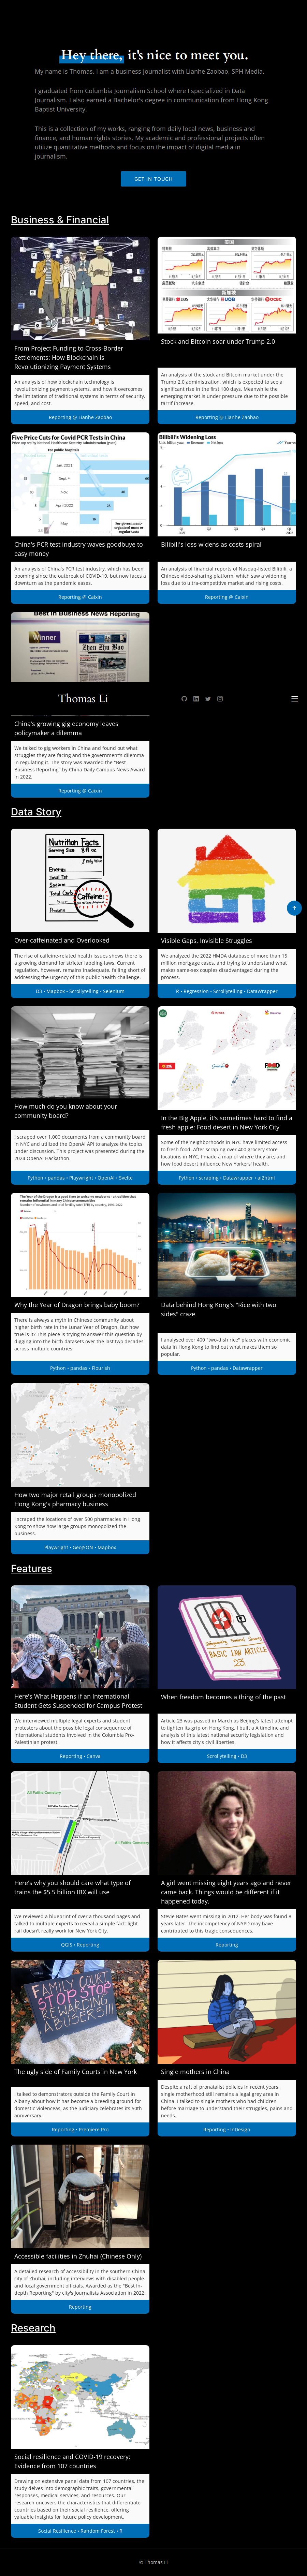 Hey there, it's nice to meet you.
My name is Thomas. I am a business journalist with Lianhe Zaobao, SPH Media.
I graduated from Columbia Journalism School where I specialized in Data
Journalism. I also earned a Bachelor's degree in communication from Hong Kong
Baptist University.
This is a collection of my works, ranging from daily local news, business and
finance, and human rights stories. My academic and professional projects often
utilize quantitative methods and focus on the impact of digital media in
journalism.
GET IN TOUCH
Business & Financial
From Project Funding to Cross-Border
Settlements: How Blockchain is
Revolutionizing Payment Systems
An analysis of how blockchain technology is
revolutionizing payment systems, and how it overcomes
the limitations of traditional systems in terms of security,
speed, and cost.
Reporting @ Lianhe Zaobao
Stock and Bitcoin soar under Trump 2.0
An analysis of the stock and Bitcoin market under the
Trump 2.0 administration, which is expected to see a
significant rise in the first 100 days. Meanwhile the
emerging market is under pressure due to the possible
tariff increase.
Reporting @ Lianhe Zaobao
Five Price Cuts for Covid PCR Tests in China
For public hospitals
China's PCR test industry waves goodbuye to
easy money
An analysis of China's PCR test industry, which has been
booming since the outbreak of COVID-19, but now faces a
downturn as the pandemic eases.
Reporting @ Caixin
Bilibili's Widening Loss
Bilibili's loss widens as costs spiral
An analysis of financial reports of Nasdaq-listed Bilibili, a
Chinese video-sharing platform, which saw a widening
loss due to ultra-competitive market and rising costs.
Reporting @ Caixin
Best in Business News Reporting
Winner
Zhen Zhu Bao
Thomas Li
China's growing gig economy leaves
policymaker a dilemma
We talked to gig workers in China and found out what
struggles they are facing and the government's dilemma
in regulating it. The story was awarded the "Best
Business Reporting" by China Daily Campus News Award
in 2022.
Reporting @ Caixin
Data Story
Nutrition Facts
Caffeine
Over-caffeinated and Overlooked
The rise of caffeine-related health issues shows there is
a growing demand for stricter labeling laws. Current
regulation, however, remains outdated, falling short of
addressing the urgency of this public health challenge.
D3 • Mapbox • Scrollytelling • Selenium
Visible Gaps, Invisible Struggles
We analysed the 2022 HMDA database of more than 15
million mortgage cases, and trying to understand what
makes same-sex couples disadvantaged during the
process.
R • Regression • Scrollytelling • DataWrapper
How much do you know about your
community board?
I scraped over 1,000 documents from a community board
in NYC and utilized the OpenAI API to analyze the topics
under discussion. This project was presented during the
2024 OpenAI Hackathon.
Python • pandas • Playwright • OpenAI • Svelte
In the Big Apple, it's sometimes hard to find a
fresh apple: Food desert in New York City
Some of the neighborhoods in NYC have limited access
to fresh food. After scraping over 400 grocery store
locations in NYC, I made a map of where they are, and
how food desert influence New Yorkers' health.
Python • scraping • Datawrapper • ai2html
Why the Year of Dragon brings baby boom?
There is always a myth in Chinese community about
higher birth rate in the Lunar Year of Dragon. But how
true is it? This piece is trying to answer this question by
digging into the birth datasets over the last two decades
across multiple countries.
Python • pandas • Flourish
Data behind Hong Kong's "Rice with two
sides" craze
I analysed over 400 "two-dish rice" places with economic
data in Hong Kong to find out what makes them so
popular.
Python • pandas • Datawrapper
How two major retail groups monopolized
Hong Kong's pharmacy business
I scraped the locations of over 500 pharmacies in Hong
Kong to show how large groups monopolized the
business.
Playwright • GeoJSON • Mapbox
Features
Here's What Happens if an International
Student Gets Suspended for Campus Protest
We interviewed multiple legal experts and student
protestors about the possible legal consequence of
international students involved in the Columbia Pro-
Palestinian protest.
Reporting • Canva
BASIC LAW ARTICLE
23
When freedom becomes a thing of the past
Article 23 was passed in March as Beijing's latest attempt
to tighten its grip on Hong Kong. I built a A timeline and
analysis of this latest national security legislation and
how it affects city's civil liberties.
Scrollytelling • D3
Here's why you should care what type of
trains the $5.5 billion IBX will use
We reviewed a blueprint of over a thousand pages and
talked to multiple experts to reveal a simple fact: light
rail doesn't really work for New York City.
QGIS • Reporting
A girl went missing eight years ago and never
came back. Things would be different if it
happened today.
Stevie Bates went missing in 2012. Her body was found 8
years later. The incompetency of NYPD may have
contributed to this tragic consequences.
Reporting
FAMILY COURT
STOP
REWARDING
ABUSERS!!!
The ugly side of Family Courts in New York
I talked to demonstrators outside the Family Court in
Albany about how it has become a breeding ground for
domestic violences, as the judiciary celebrates its 50th
anniversary.
Reporting • Premiere Pro
Single mothers in China
Despite a raft of pronatalist policies in recent years,
single motherhood still remains a legal grey area in
China. I talked to single mothers who had children
before marriage to understand their struggles, pains and
needs.
Reporting • InDesign
Accessible facilities in Zhuhai (Chinese Only)
A detailed research of accessibility in the southern China
city of Zhuhai, including interviews with disabled people
and local government officials. Awarded as the "Best in-
depth Reporting" by city's Journalists Association in 2022.
Reporting
Research
Social resilience and COVID-19 recovery:
Evidence from 107 countries
Drawing on extensive panel data from 107 countries, the
study delves into demographic traits, governmental
responses, medical services, and resources. Our
research uncovers the characteristics that differentiate
countries based on their social resilience, offering
valuable insights for future policy development.
Social Resilience • Random Forest • R
© Thomas Li